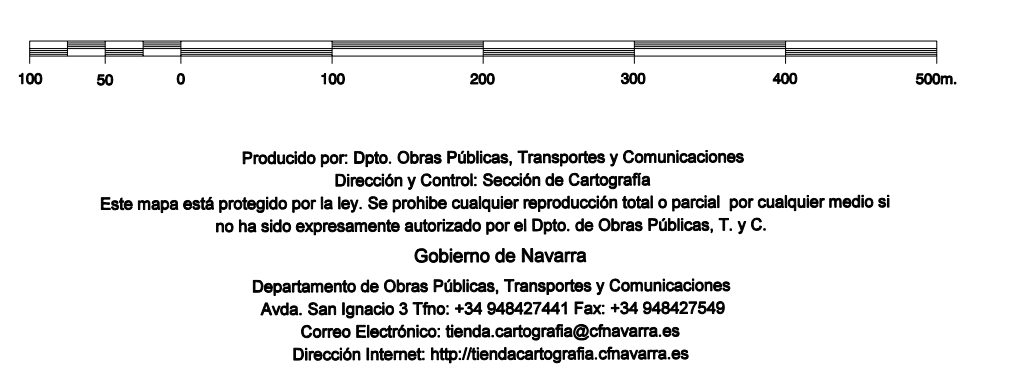 100 50 0 100 200 300 400 500m.
Producido por: Dpto. Obras Públicas, Transportes y Comunicaciones
Dirección y Control: Sección de Cartografía
Este mapa está protegido por la ley. Se prohibe cualquier reproducción total o parcial por cualquier medio si
no ha sido expresamente autorizado por el Dpto. de Obras Públicas, T. y C.
Gobierno de Navarra
Departamento de Obras Públicas, Transportes y Comunicaciones
Avda. San Ignacio 3 Tfno: +34 948427441 Fax: +34 948427549
Correo Electrónico: tienda.cartografia@cfnavarra.es
Dirección Internet: http://tiendacartografia.cfnavarra.es